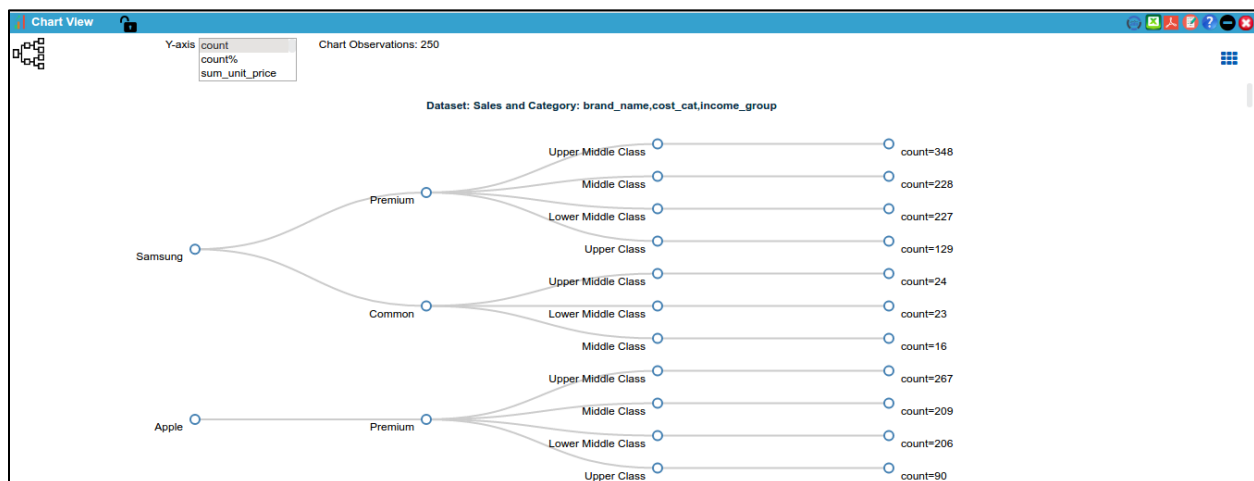 Chart View
Y-axis count Chart Observations: 250
count%
sum_unit_price
Dataset: Sales and Category: brand_name,cost_cat,income_group
Upper Middle Class count=348
Middle Class count=228
Premium
Lower Middle Class count=227
Upper Class count=129
Samsung
Upper Middle Class count=24
Common Lower Middle Class count=23
Middle Class count=16
Upper Middle Class count=267
Middle Class count=209
Apple Premium
Lower Middle Class count=206
Upper Class count=90